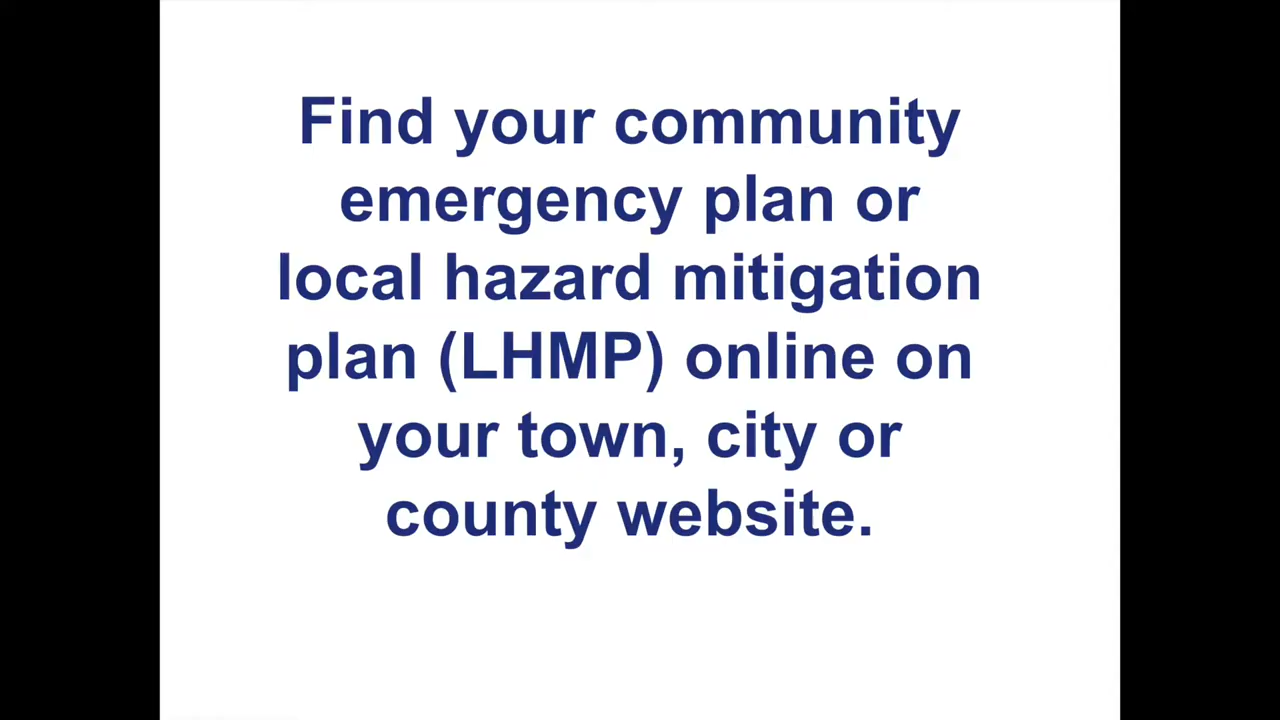 Find your community
emergency plan or
local hazard mitigation
plan (LHMP) online on
your town, city or
county website.